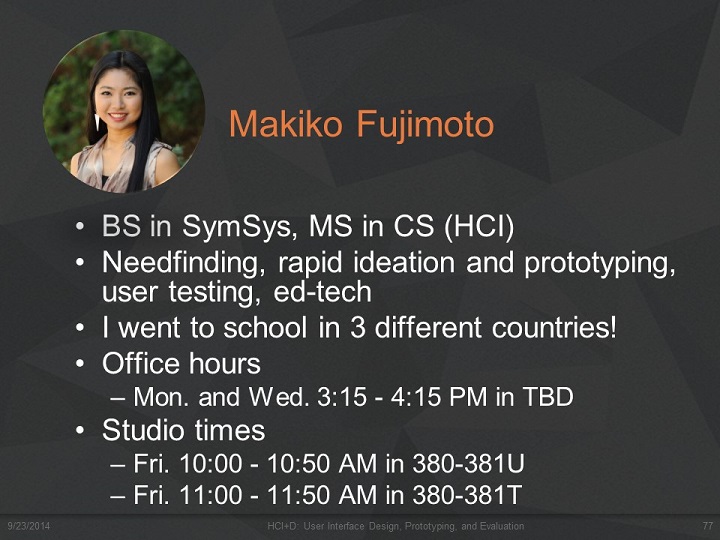 Makiko Fujimoto
• BS in SymSys, MS in CS (HCI)
• Needfinding, rapid ideation and prototyping,
user testing, ed-tech
• I went to school in 3 different countries!
• Office hours
– Mon. and Wed. 3:15 - 4:15 PM in TBD
• Studio times
– Fri. 10:00 - 10:50 AM in 380-381U
– Fri. 11:00 - 11:50 AM in 380-381T
9/23/2014 HCI+D: User Interface Design, Prototyping, and Evaluation 77